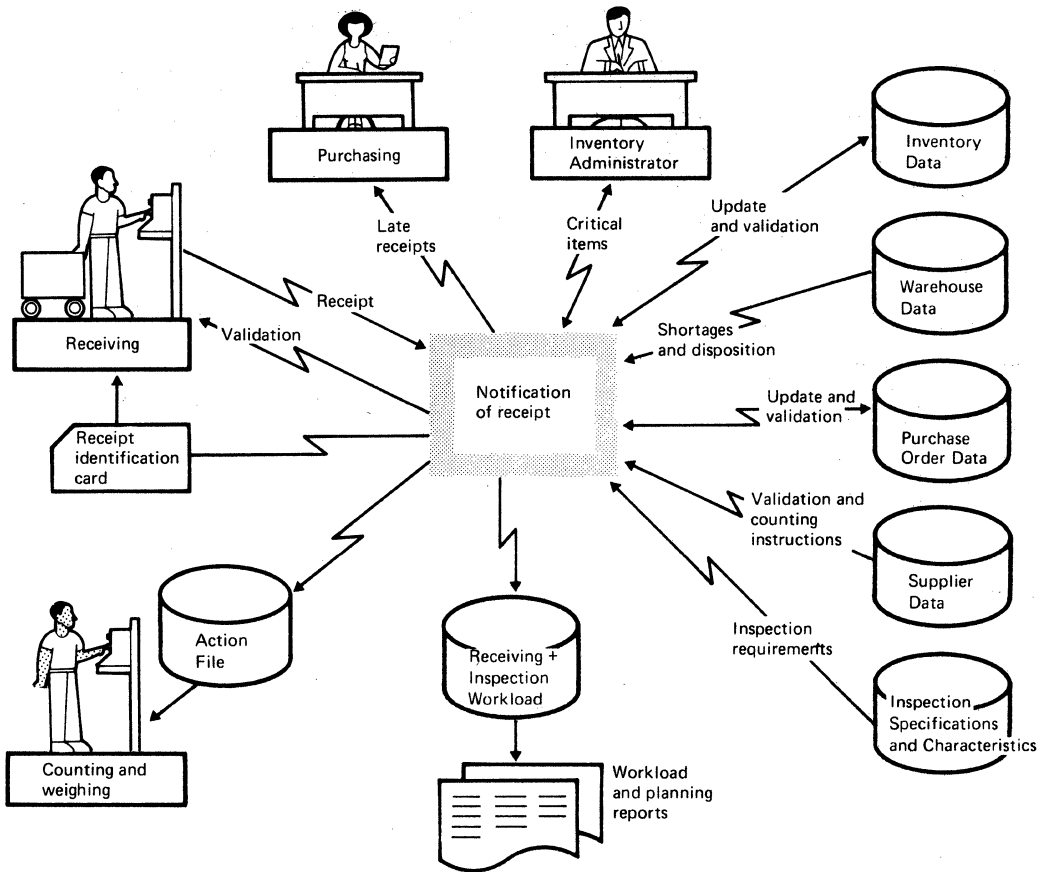 Purchasing
Inventory
Administrator
Inventory
Data
Late
receipts
Critical
items
Update
and validation
Warehouse
Data
Receipt
Validation
Receiving
Shortages
and disposition
Notification
of receipt
Update and
validation
Purchase
Order Data
Receipt
identification
card
Validation and
counting
instructions
Supplier
Data
Action
File
Receiving +
Inspection
Workload
Inspection
requirements
Inspection
Specifications
and Characteristics
Counting and
weighing
Workload
and planning
reports